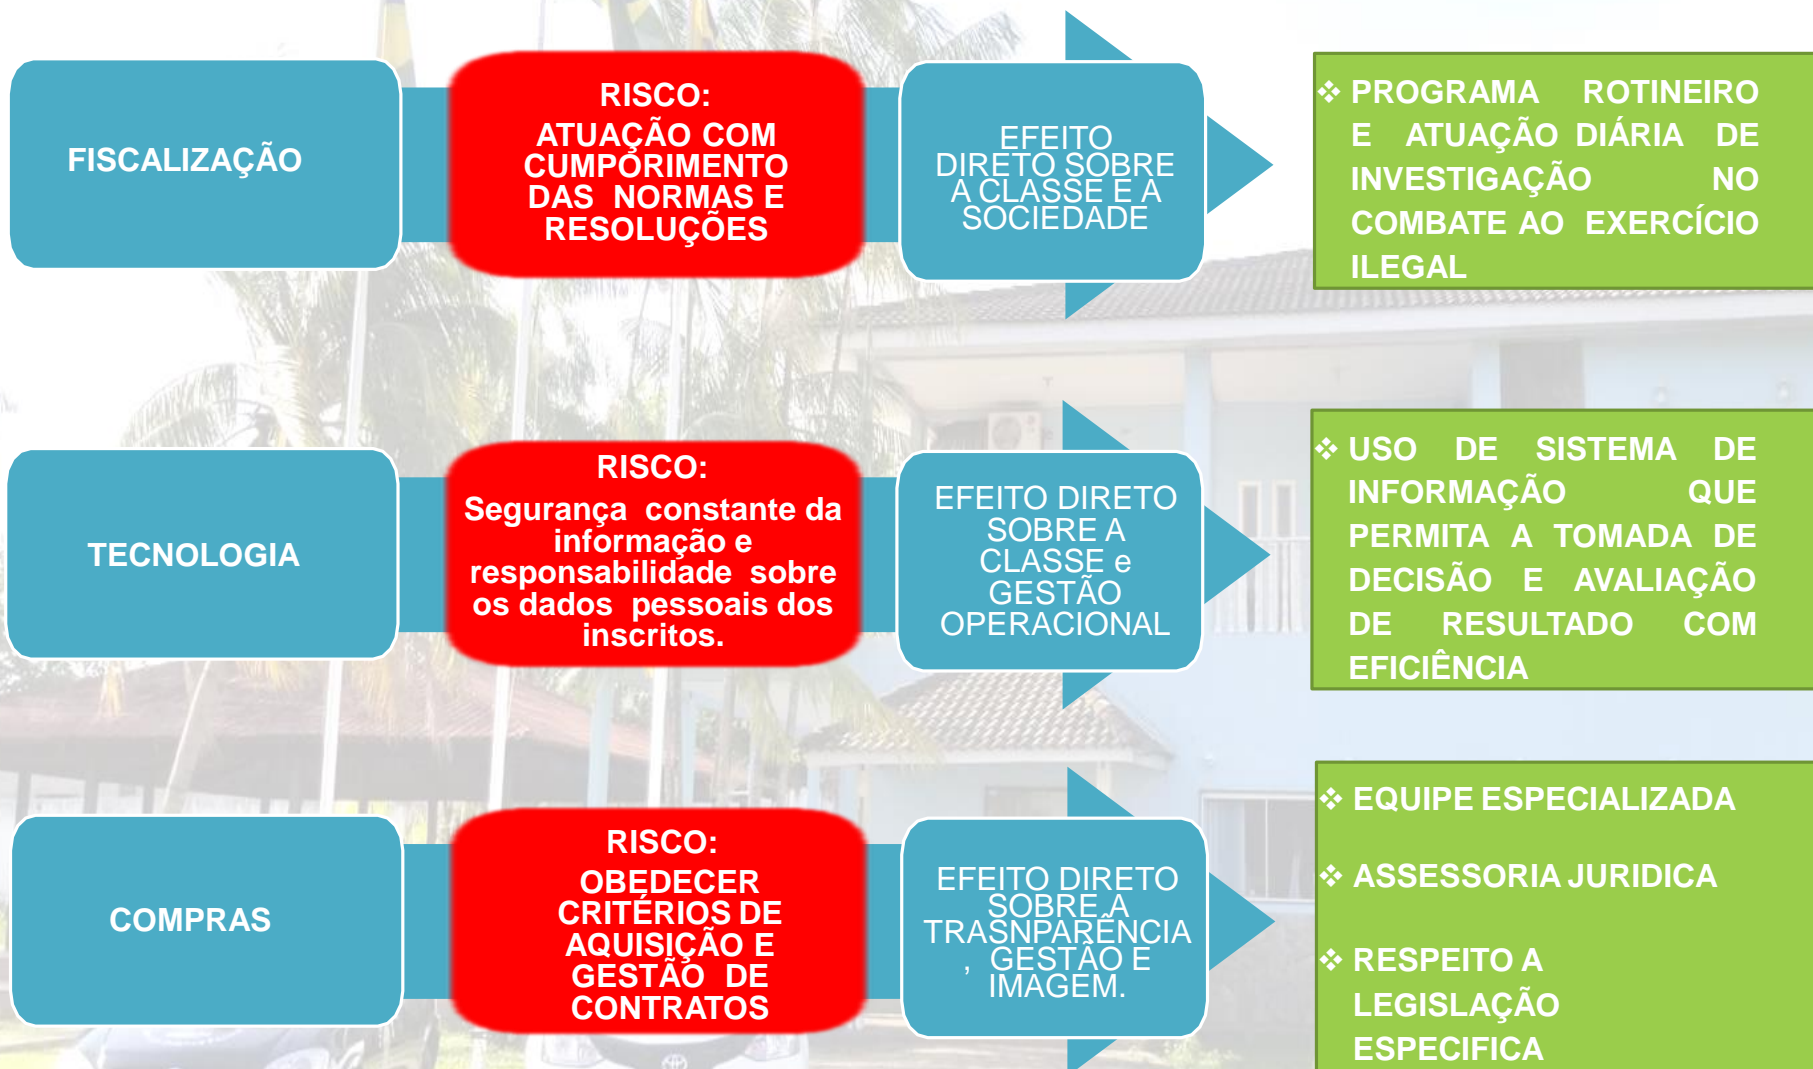 FISCALIZAÇÃO
RISCO:
ATUAÇÃO COM
CUMPORIMENTO
DAS NORMAS E
RESOLUÇÕES
EFEITO
DIRETO SOBRE
A CLASSE E A
SOCIEDADE
❖ PROGRAMA ROTINEIRO
E ATUAÇÃO DIÁRIA DE
INVESTIGAÇÃO NO
COMBATE AO EXERCÍCIO
ILEGAL
TECNOLOGIA
RISCO:
Segurança constante da
informação e
responsabilidade sobre
os dados pessoais dos
inscritos.
EFEITO DIRETO
SOBRE A
CLASSE e
GESTÃO
OPERACIONAL
❖ USO DE SISTEMA DE
INFORMAÇÃO QUE
PERMITA A TOMADA DE
DECISÃO E AVALIAÇÃO
DE RESULTADO COM
EFICIÊNCIA
COMPRAS
RISCO:
OBEDECER
CRITÉRIOS DE
AQUISIÇÃO E
GESTÃO DE
CONTRATOS
EFEITO DIRETO
SOBRE A
TRASNPARÊNCIA
, GESTÃO E
IMAGEM.
❖ EQUIPE ESPECIALIZADA
❖ ASSESSORIA JURIDICA
❖ RESPEITO A
LEGISLAÇÃO
ESPECIFICA